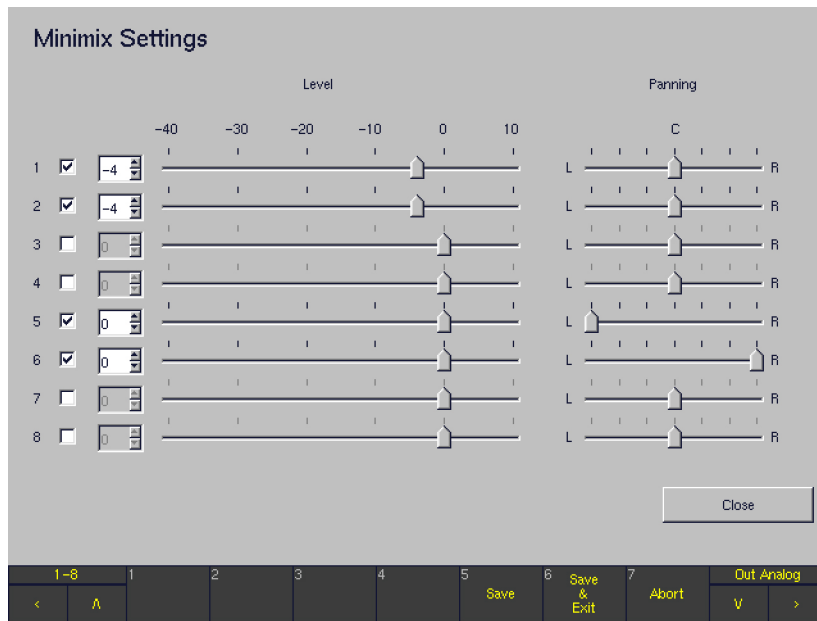 Minimix Settings
Level Panning
-40 -30 -20 -10 0 10 C
1 -4 L R
2 -4 L R
3 0 L R
4 0 L R
5 0 L R
6 0 L R
7 0 L R
8 0 L R
Close
1-8 1 2 3 4 5 Save 6 Save & Exit 7 Abort Out Analog
< Λ V >